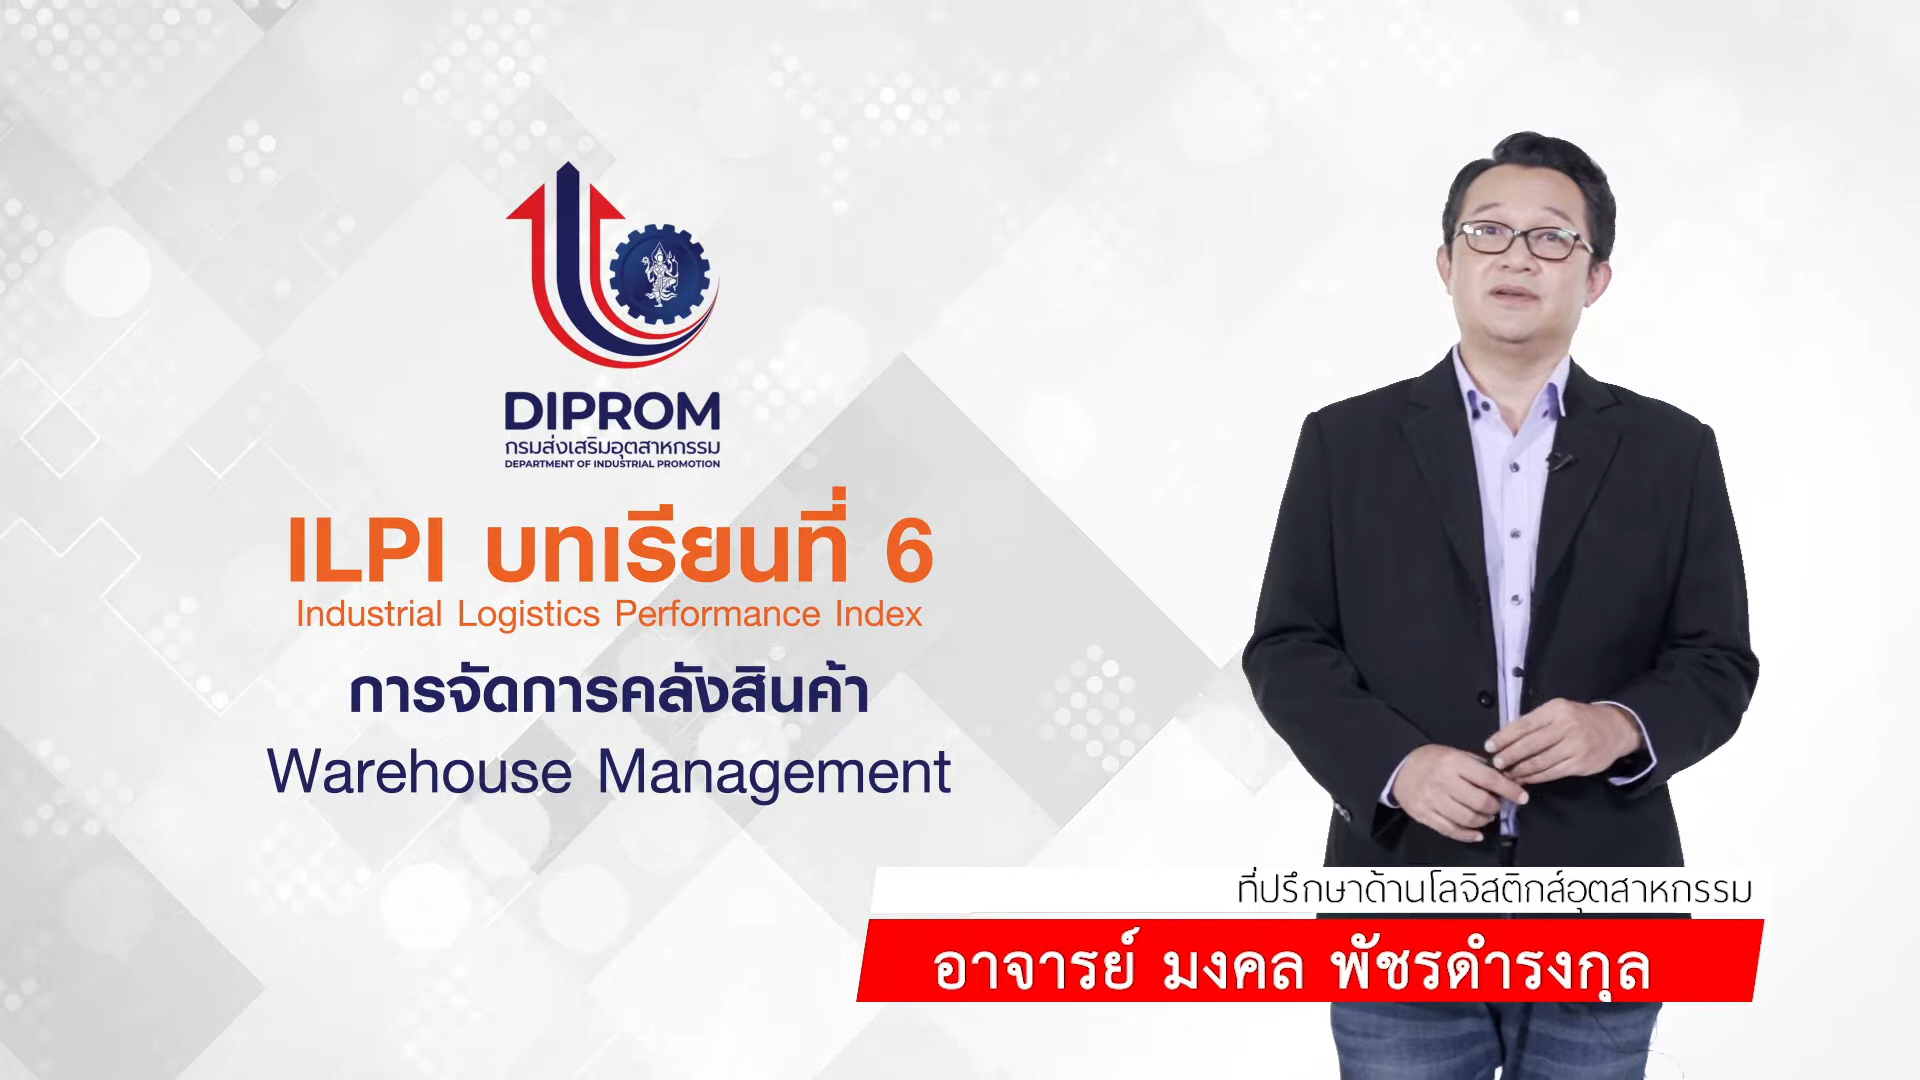 DIPROM
กรมส่งเสริมอุตสาหกรรม
DEPARTMENT OF INDUSTRIAL PROMOTION
ILPI บทเรียนที่ 6
Industrial Logistics Performance Index
การจัดการคลังสินค้า
Warehouse Management
ที่ปรึกษาด้านโลจิสติกส์อุตสาหกรรม
อาจารย์ มงคล พัชรดำรงกุล